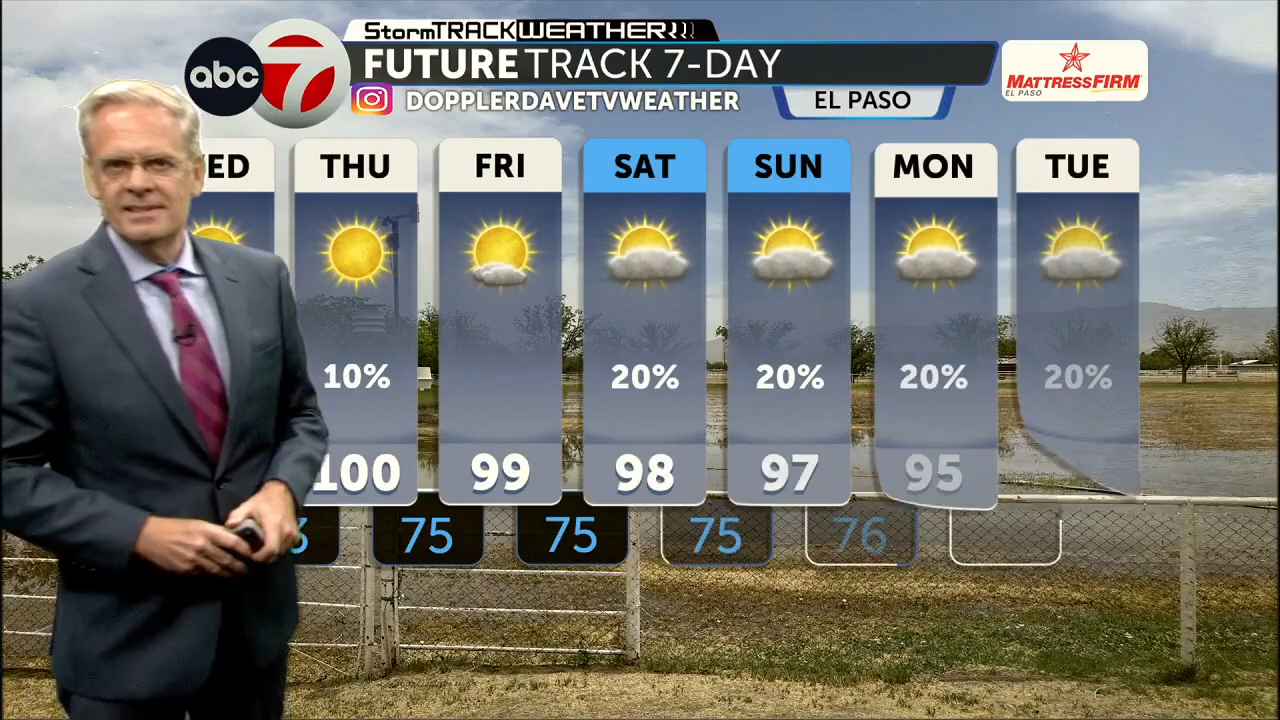 StormTRACKWEATHER
abc 7
FUTURE TRACK 7-DAY
DOPPLERDAVETVWEATHER
EL PASO
MATTRESSFIRM
EL PASO
ED THU FRI SAT SUN MON TUE
10% 20% 20% 20% 20%
100 99 98 97 95
75 75 75 76